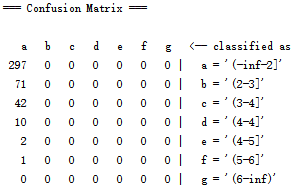 === Confusion Matrix ===
a b c d e f g <-- classified as
297 0 0 0 0 0 0 | a = '(-inf-2]'
71 0 0 0 0 0 0 | b = '(2-3]'
42 0 0 0 0 0 0 | c = '(3-4]'
10 0 0 0 0 0 0 | d = '(4-4]'
2 0 0 0 0 0 0 | e = '(4-5]'
1 0 0 0 0 0 0 | f = '(5-6]'
0 0 0 0 0 0 0 | g = '(6-inf)'